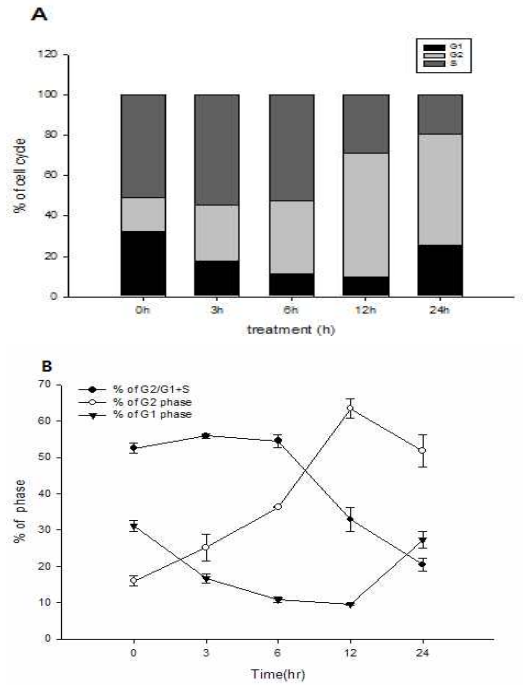 A
G1
G2
S
120
100
80
60
40
20
0
% of cell cycle
0h 3h 6h 12h 24h
treatment (h)
B
% of G2/G1+S
% of G2 phase
% of G1 phase
70
60
50
40
30
20
10
0
% of phase
0 3 6 12 24
Time(hr)